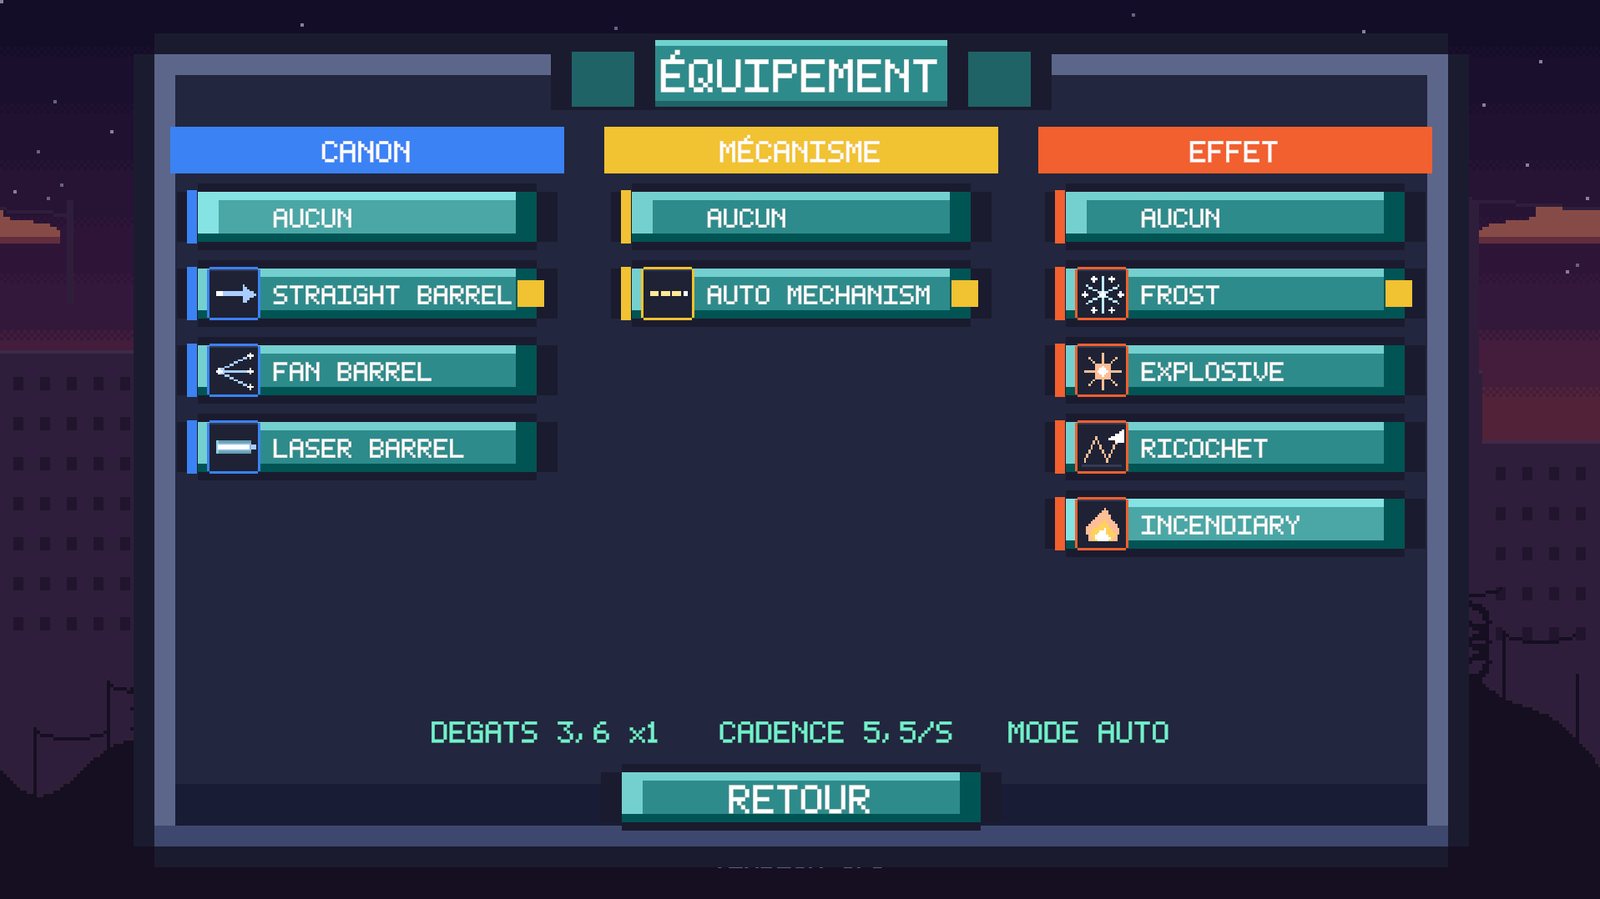 ÉQUIPEMENT
CANON
MÉCANISME
EFFET
AUCUN
AUCUN
AUCUN
STRAIGHT BARREL
AUTO MECHANISM
FROST
FAN BARREL
EXPLOSIVE
LASER BARREL
RICOCHET
INCENDIARY
DEGATS 3,6 x1 CADENCE 5,5/S MODE AUTO
RETOUR